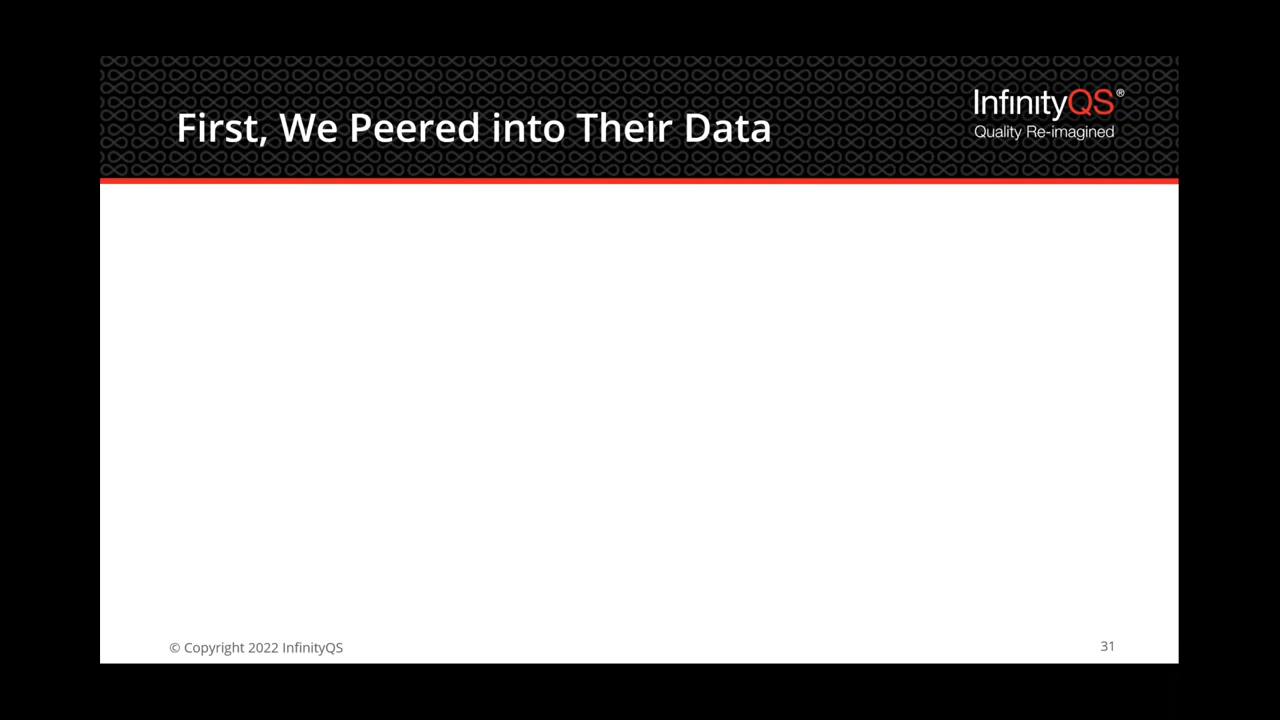 First, We Peered into Their Data
InfinityQS®
Quality Re-imagined
© Copyright 2022 InfinityQS
31